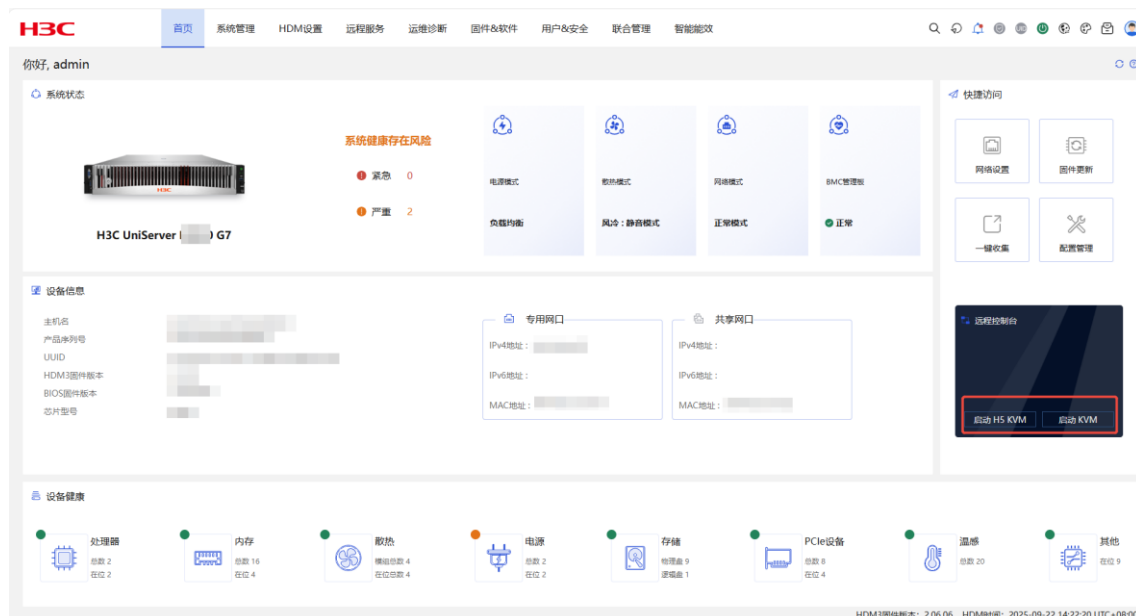 H3C 首页 系统管理 HDM设置 远程服务 运维诊断 固件&软件 用户&安全 联合管理 智能能效
你好, admin
系统状态
系统健康存在风险
紧急 0
严重 2
H3C
H3C UniServer G7
电源模式
负载均衡
散热模式
风冷：静音模式
网络模式
正常模式
BMC管理板
正常
快捷访问
网络设置
固件更新
一键收集
配置管理
设备信息
主机名
产品序列号
UUID
HDM3固件版本
BIOS固件版本
芯片型号
专用网口
IPv4地址：
IPv6地址：
MAC地址：
共享网口
IPv4地址：
IPv6地址：
MAC地址：
远程控制台
启动 H5 KVM 启动 KVM
设备健康
处理器
总数 2
在位 2
内存
总数 16
在位 4
散热
模组总数 4
在位总数 4
电源
总数 2
在位 2
存储
物理盘 9
逻辑盘 1
PCIe设备
总数 8
在位 4
温感
总数 20
其他
在位 9
HDM3固件版本：2.06.06 HDM时间：2025-09-22 14:22:20 UTC+08:00